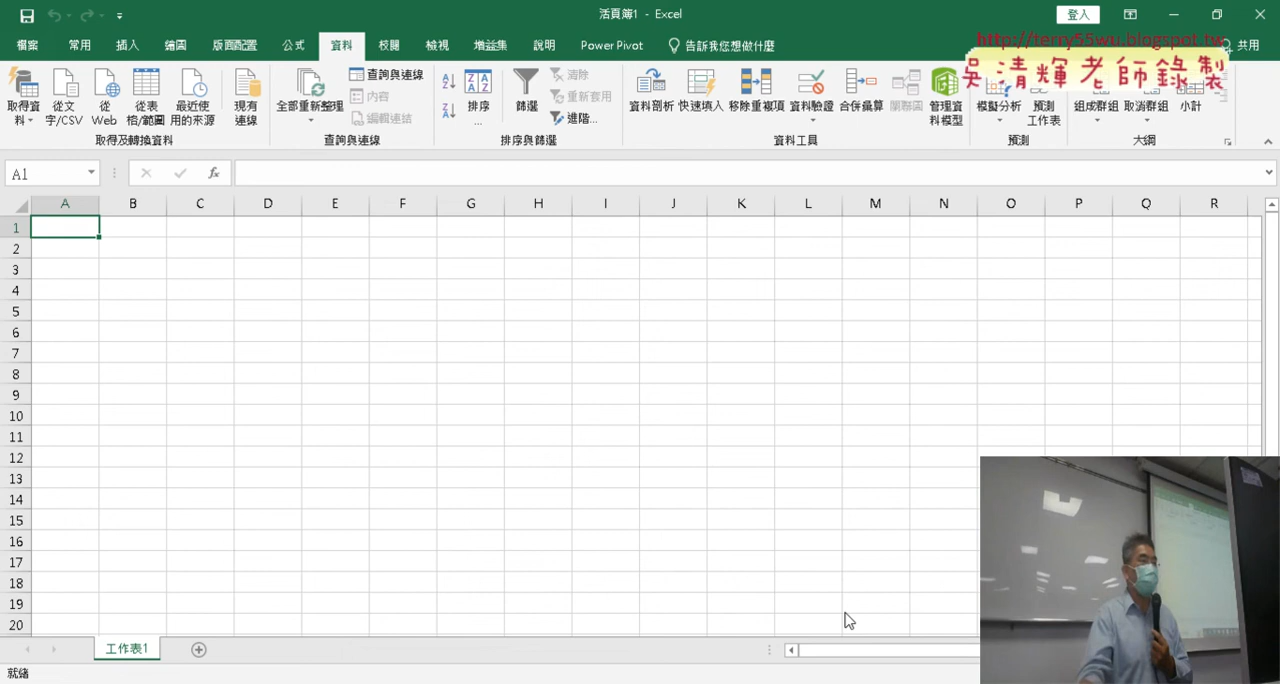 活頁簿1 - Excel
登入
檔案 常用 插入 繪圖 版面配置 公式 資料 校閱 檢視 增益集 說明 Power Pivot 告訴我您想做什麼 共用
http://terry55wu.blogspot.tw
吳清輝老師錄製
取得資料 從文字/CSV 從 Web 從表格/範圍 最近使用的來源 現有連線
取得及轉換資料
全部重新整理 查詢與連線 內容 編輯連結
查詢與連線
排序... 篩選 清除 重新套用 進階...
排序與篩選
資料剖析 快速填入 移除重複項 資料驗證 合併彙算 關聯圖 管理資料模型
資料工具
模擬分析 預測工作表
預測
組成群組 取消群組 小計
大綱
A1 fx
A B C D E F G H I J K L M N O P Q R
1
2
3
4
5
6
7
8
9
10
11
12
13
14
15
16
17
18
19
20
工作表1
就緒